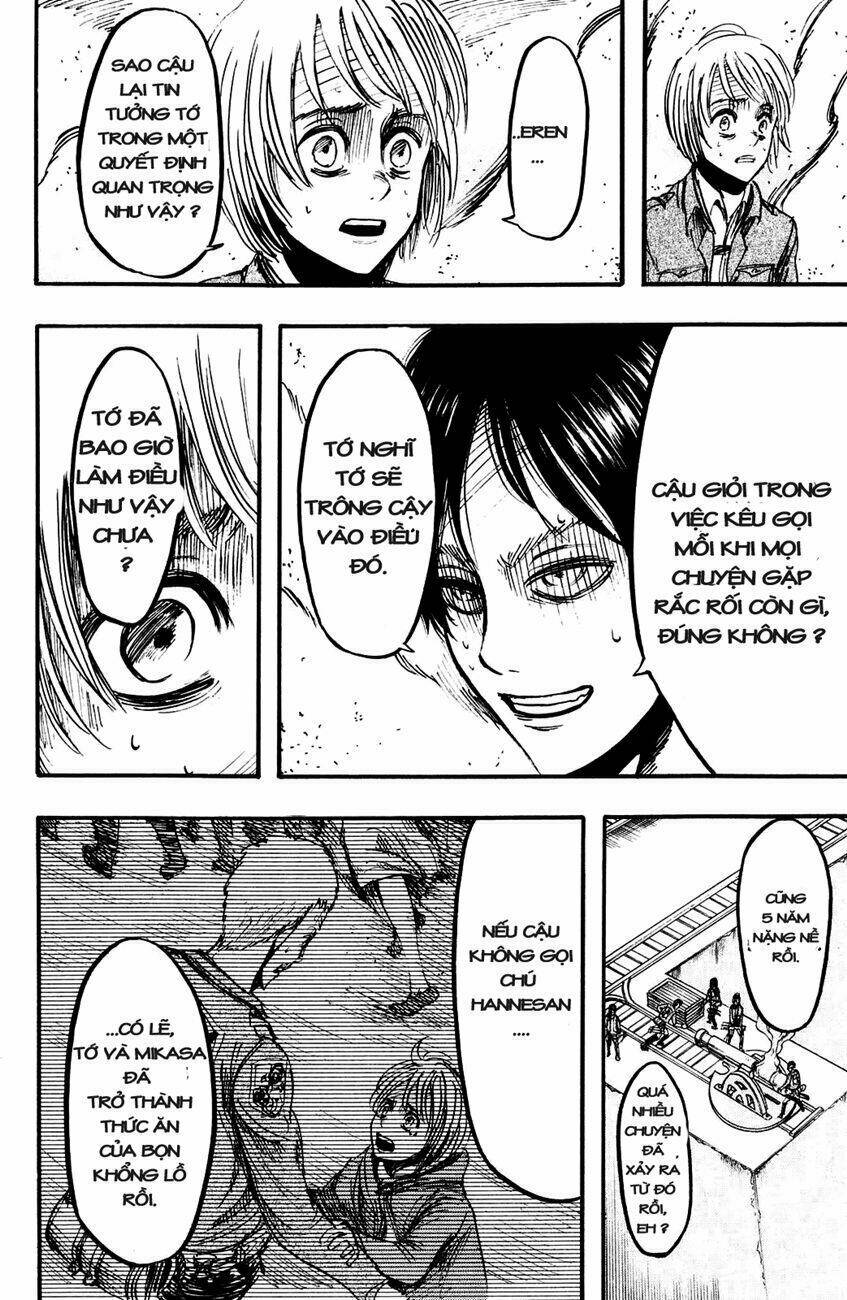 ..EREN
...
SAO CẬU
LẠI TIN
TƯỞNG TỚ
TRONG MỘT
QUYẾT ĐỊNH
QUAN TRỌNG
NHƯ VẬY ?
CẬU GIỎI TRONG
VIỆC KÊU GỌI
MỖI KHI MỌI
CHUYỆN GẶP
RẮC RỐI CÒN GÌ,
ĐÚNG KHÔNG ?
TỚ NGHĨ
TỚ SẼ
TRÔNG CẬY
VÀO ĐIỀU
ĐÓ.
TỚ ĐÃ
BAO GIỜ
LÀM ĐIỀU
NHƯ VẬY
CHƯA
?
CŨNG
5 NĂM
NẶNG NỀ
RỒI.
QUÁ
NHIỀU
CHUYỆN
ĐÃ
XẢY RA
TỪ ĐÓ
RỒI,
EH ?
NẾU CẬU
KHÔNG GỌI
CHÚ
HANNESAN
....
...CÓ LẼ,
TỚ VÀ MIKASA
ĐÃ
TRỞ THÀNH
THỨC ĂN
CỦA BỌN
KHỔNG LỒ
RỒI.